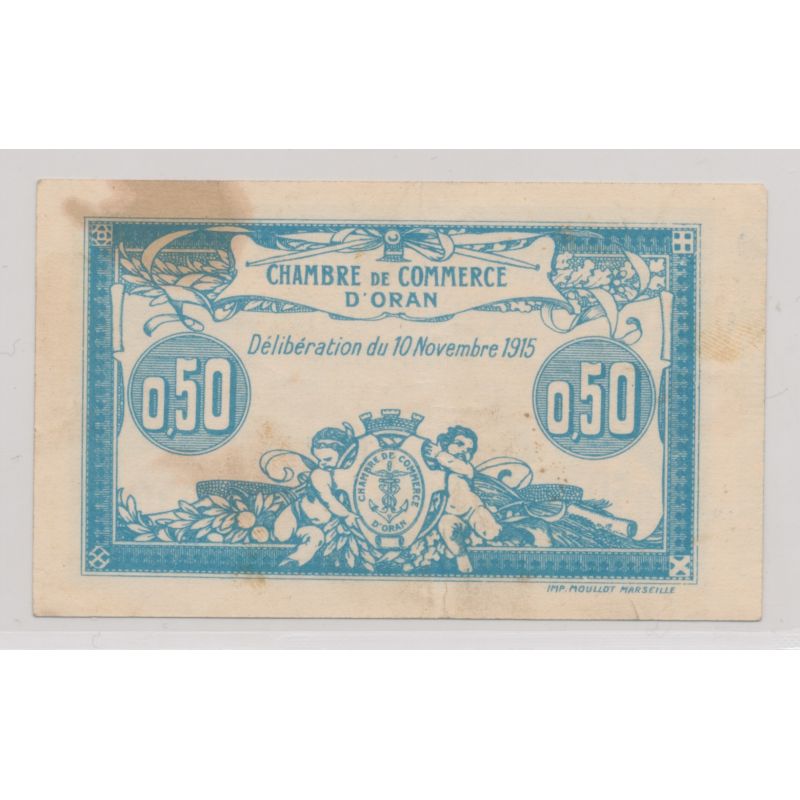 CHAMBRE DE COMMERCE
D'ORAN
Délibération du 10 Novembre 1915
0,50
0,50
CHAMBRE DE COMMERCE
D'ORAN
IMP. MOULLOT MARSEILLE